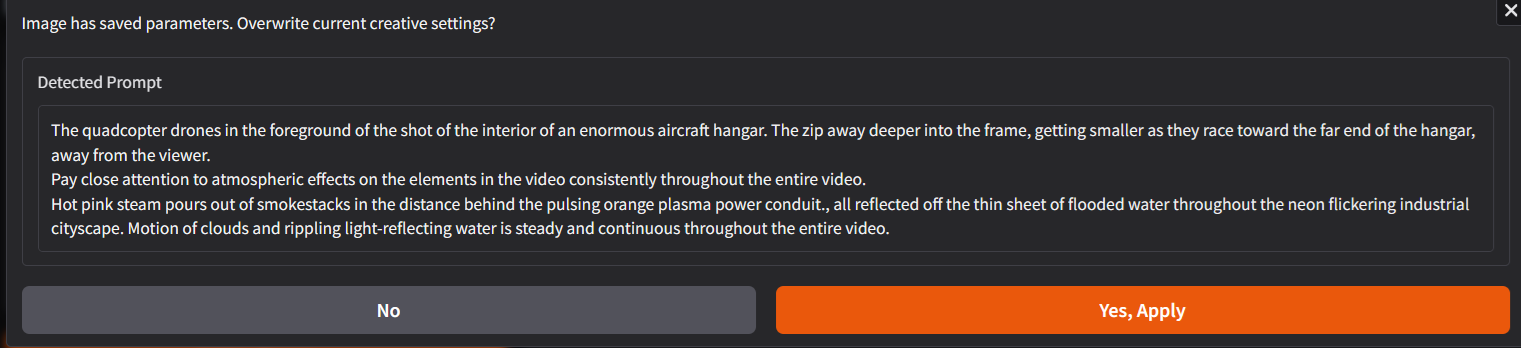 Image has saved parameters. Overwrite current creative settings?
Detected Prompt
The quadcopter drones in the foreground of the shot of the interior of an enormous aircraft hangar. The zip away deeper into the frame, getting smaller as they race toward the far end of the hangar,
away from the viewer.
Pay close attention to atmospheric effects on the elements in the video consistently throughout the entire video.
Hot pink steam pours out of smokestacks in the distance behind the pulsing orange plasma power conduit., all reflected off the thin sheet of flooded water throughout the neon flickering industrial
cityscape. Motion of clouds and rippling light-reflecting water is steady and continuous throughout the entire video.
No
Yes, Apply